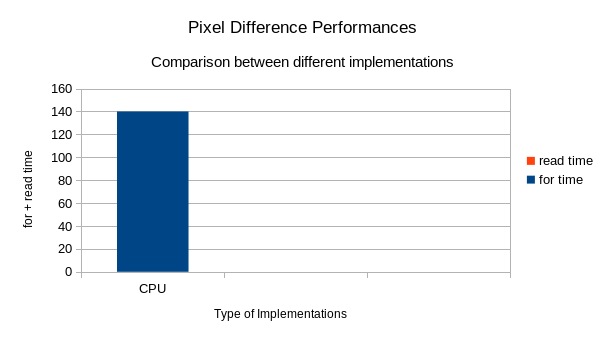 Pixel Difference Performances
Comparison between different implementations
for + read time
160
140
120
100
80
60
40
20
0
CPU
Type of Implementations
read time
for time